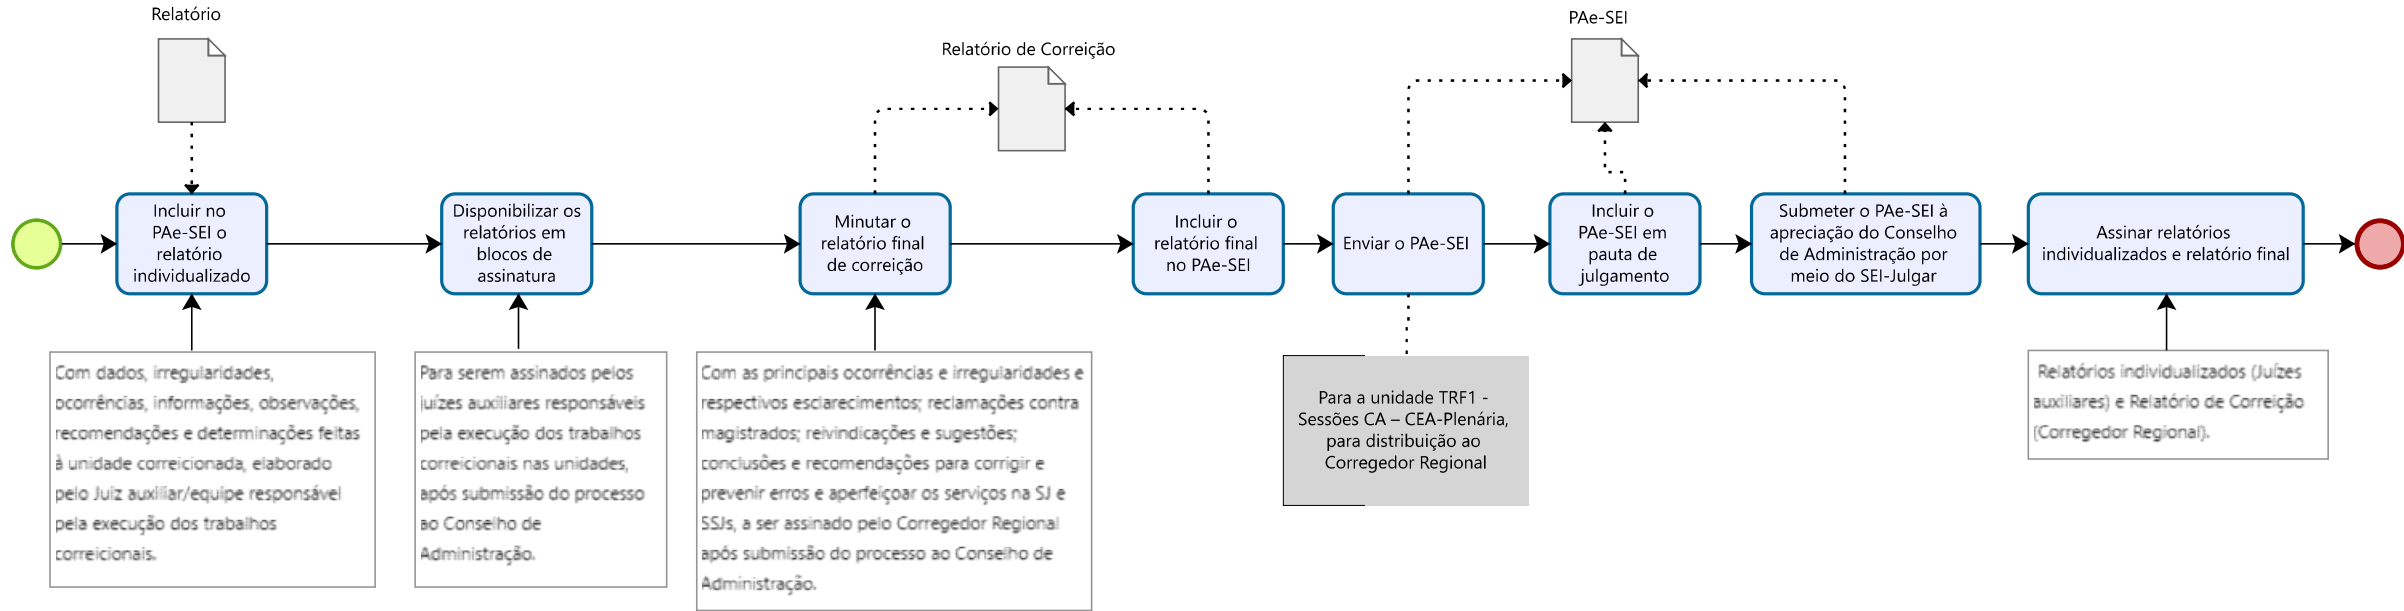 Relatório
Relatório de Correição
PAe-SEI
Incluir no
PAe-SEI o
relatório
individualizado
Disponibilizar os
relatórios em
blocos de
assinatura
Minutar o
relatório final
de correição
Incluir o
relatório final
no PAe-SEI
Enviar o PAe-SEI
Incluir o
PAe-SEI em
pauta de
julgamento
Submeter o PAe-SEI à
apreciação do Conselho
de Administração por
meio do SEI-Julgar
Assinar relatórios
individualizados e relatório final
Com dados, irregularidades,
ocorrências, informações, observações,
recomendações e determinações feitas
à unidade correicionada, elaborado
pelo Juiz auxiliar/equipe responsável
pela execução dos trabalhos
correicionais.
Para serem assinados pelos
juízes auxiliares responsáveis
pela execução dos trabalhos
correicionais nas unidades,
após submissão do processo
ao Conselho de
Administração.
Com as principais ocorrências e irregularidades e
respectivos esclarecimentos; reclamações contra
magistrados; reivindicações e sugestões;
conclusões e recomendações para corrigir e
prevenir erros e aperfeiçoar os serviços na SJ e
SSJs, a ser assinado pelo Corregedor Regional
após submissão do processo ao Conselho de
Administração.
Para a unidade TRF1 -
Sessões CA – CEA-Plenária,
para distribuição ao
Corregedor Regional
Relatórios individualizados (Juízes
auxiliares) e Relatório de Correição
(Corregedor Regional).